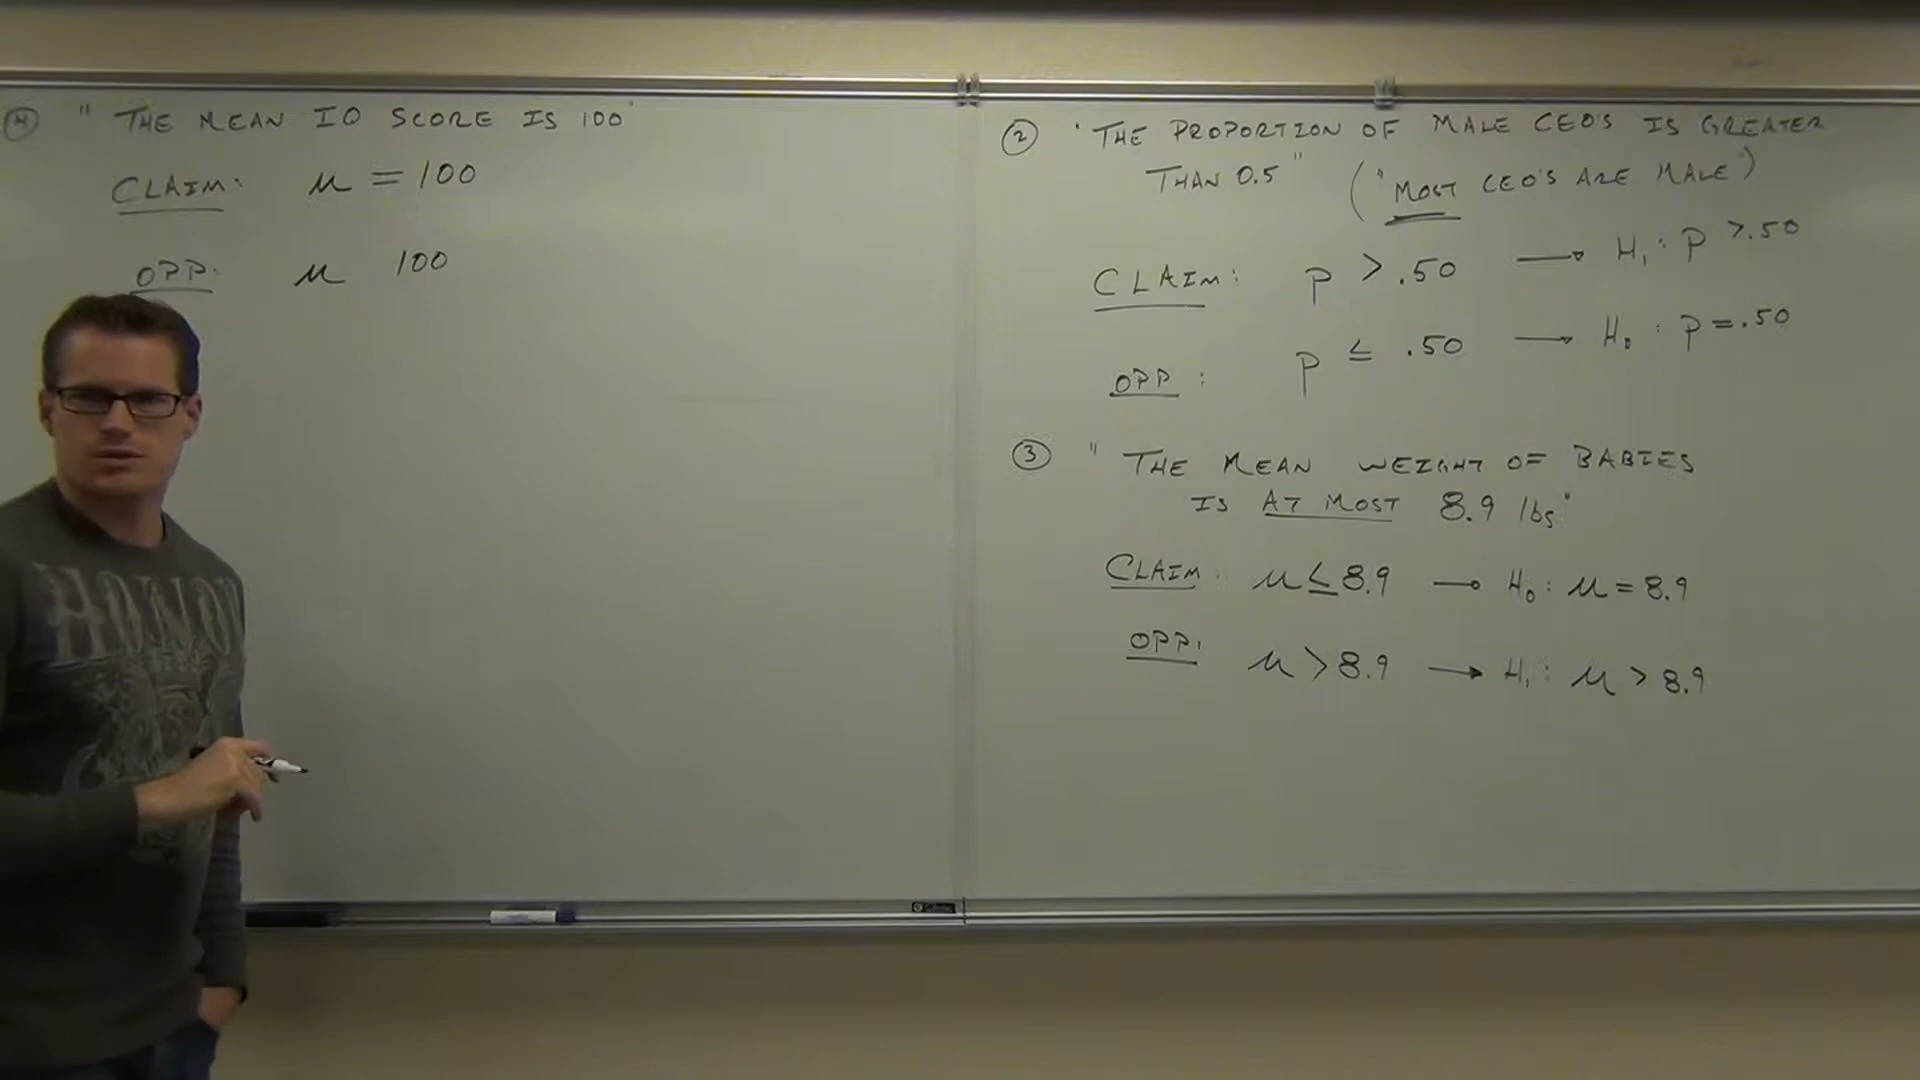 ④ "THE MEAN IQ SCORE IS 100"
CLAIM: μ = 100
OPP: μ 100
② "THE PROPORTION OF MALE CEO'S IS GREATER
THAN 0.5" ("MOST CEO'S ARE MALE")
CLAIM: p > .50 → H₁: p > .50
OPP: p ≤ .50 → H₀: p = .50
③ "THE MEAN WEIGHT OF BABIES
IS AT MOST 8.9 lbs"
CLAIM: μ ≤ 8.9 → H₀: μ = 8.9
OPP: μ > 8.9 → H₁: μ > 8.9
HONOR